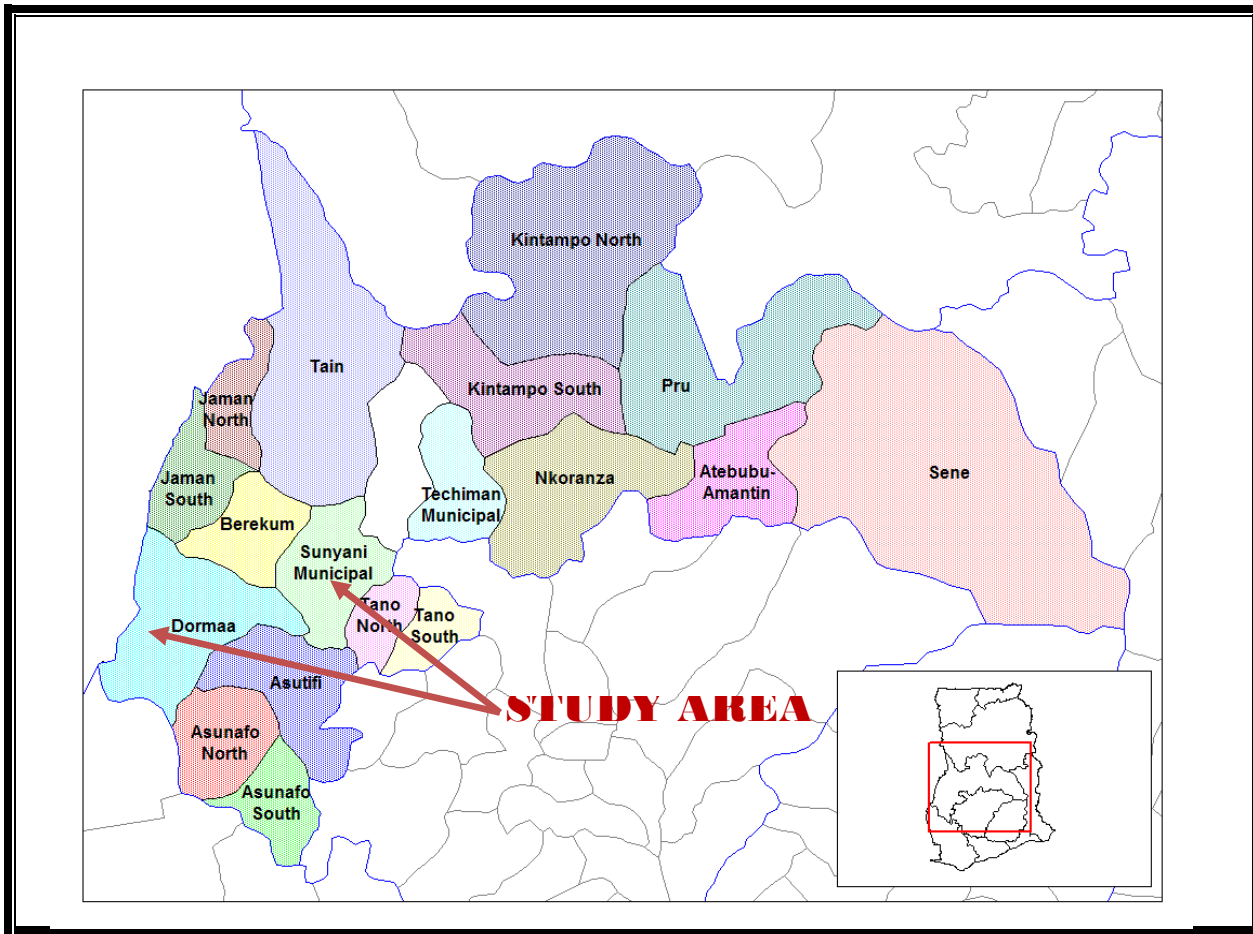 Kintampo North
Tain
Jaman
North
Kintampo South
Pru
Jaman
South
Berekum
Techiman
Municipal
Nkoranza
Atebubu-
Amantin
Sene
Sunyani
Municipal
Dormaa
Tano
North
Tano
South
Asutifi
STUDY AREA
Asunafo
North
Asunafo
South